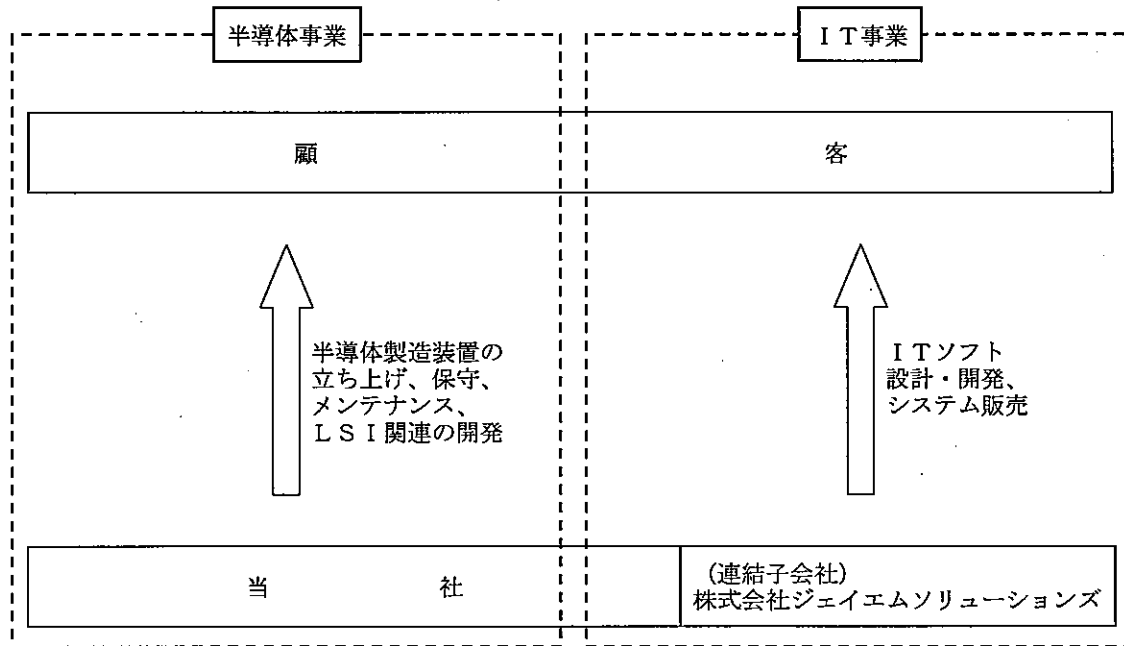 半導体事業
ＩＴ事業
顧　客
半導体製造装置の
立ち上げ、保守、
メンテナンス、
ＬＳＩ関連の開発
ＩＴソフト
設計・開発、
システム販売
当　社
(連結子会社)
株式会社ジェイエムソリューションズ